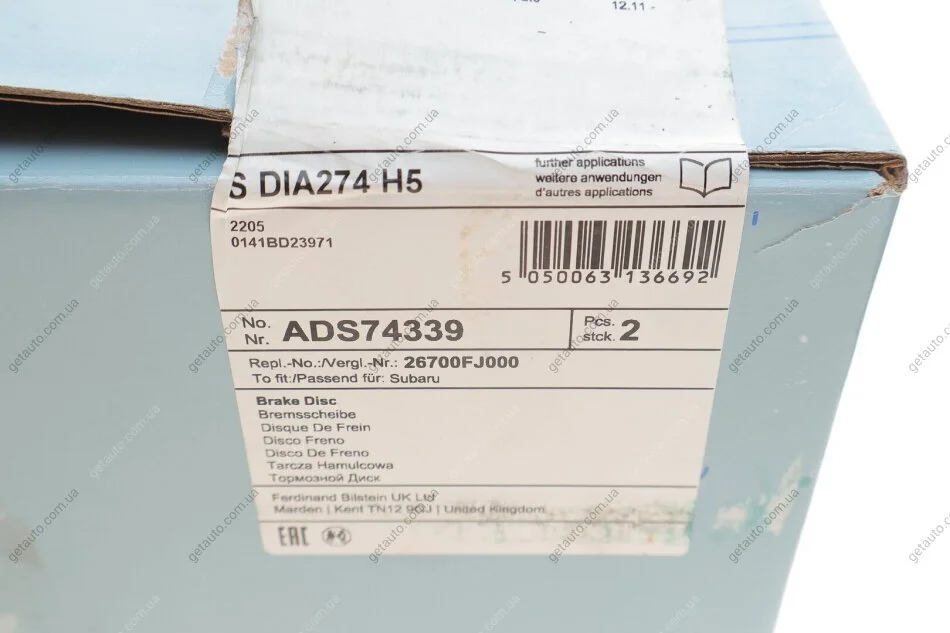 12.11 -
S DIA274 H5
further applications
weitere anwendungen
d'autres applications
2205
0141BD23971
5 050063 136692
No.
Nr. ADS74339
Pcs.
stck. 2
Repl.-No.:/Vergl.-Nr.: 26700FJ000
To fit:/Passend für: Subaru
Brake Disc
Bremsscheibe
Disque De Frein
Disco Freno
Disco De Freno
Tarcza Hamulcowa
Тормозной Диск
Ferdinand Bilstein UK Ltd
Marden | Kent TN12 9GJ | United Kingdom
EAC
getauto.com.ua